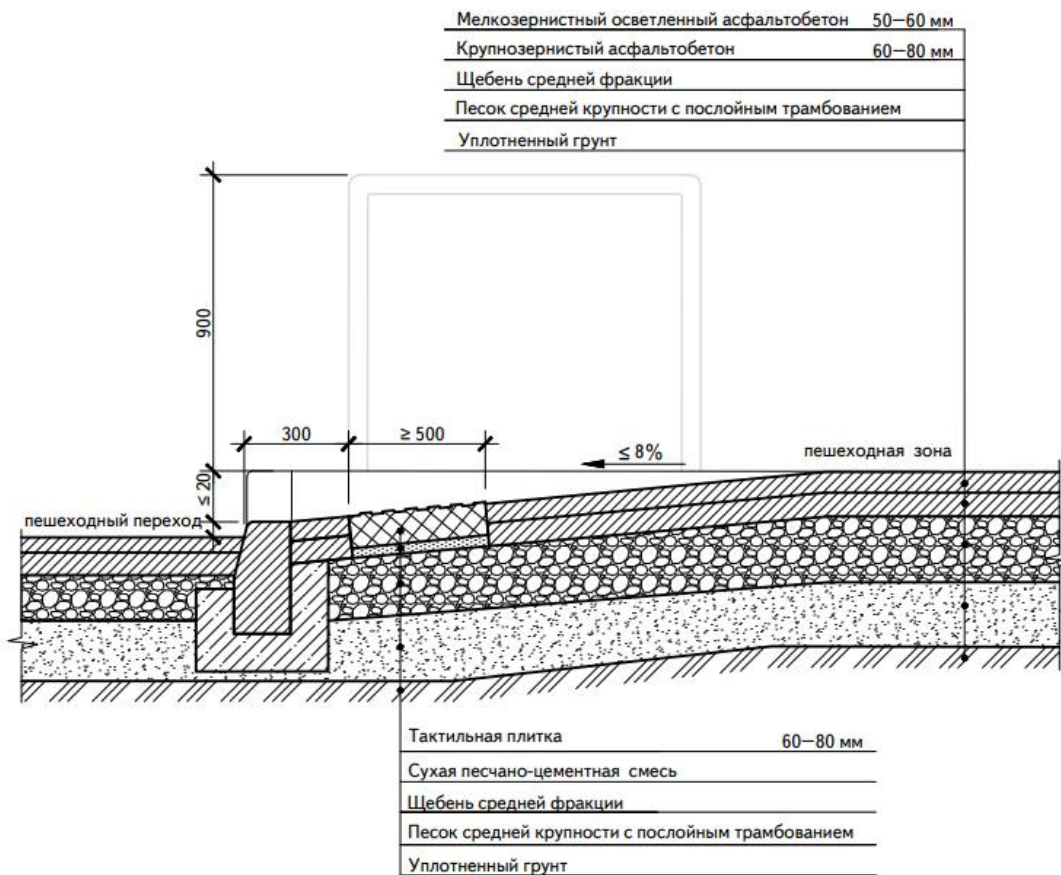 Мелкозернистый осветленный асфальтобетон 50−60 мм
Крупнозернистый асфальтобетон 60−80 мм
Щебень средней фракции
Песок средней крупности с послойным трамбованием
Уплотненный грунт
900
300
≥ 500
≤ 8%
пешеходная зона
≤ 20
пешеходный переход
Тактильная плитка 60−80 мм
Сухая песчано-цементная смесь
Щебень средней фракции
Песок средней крупности с послойным трамбованием
Уплотненный грунт